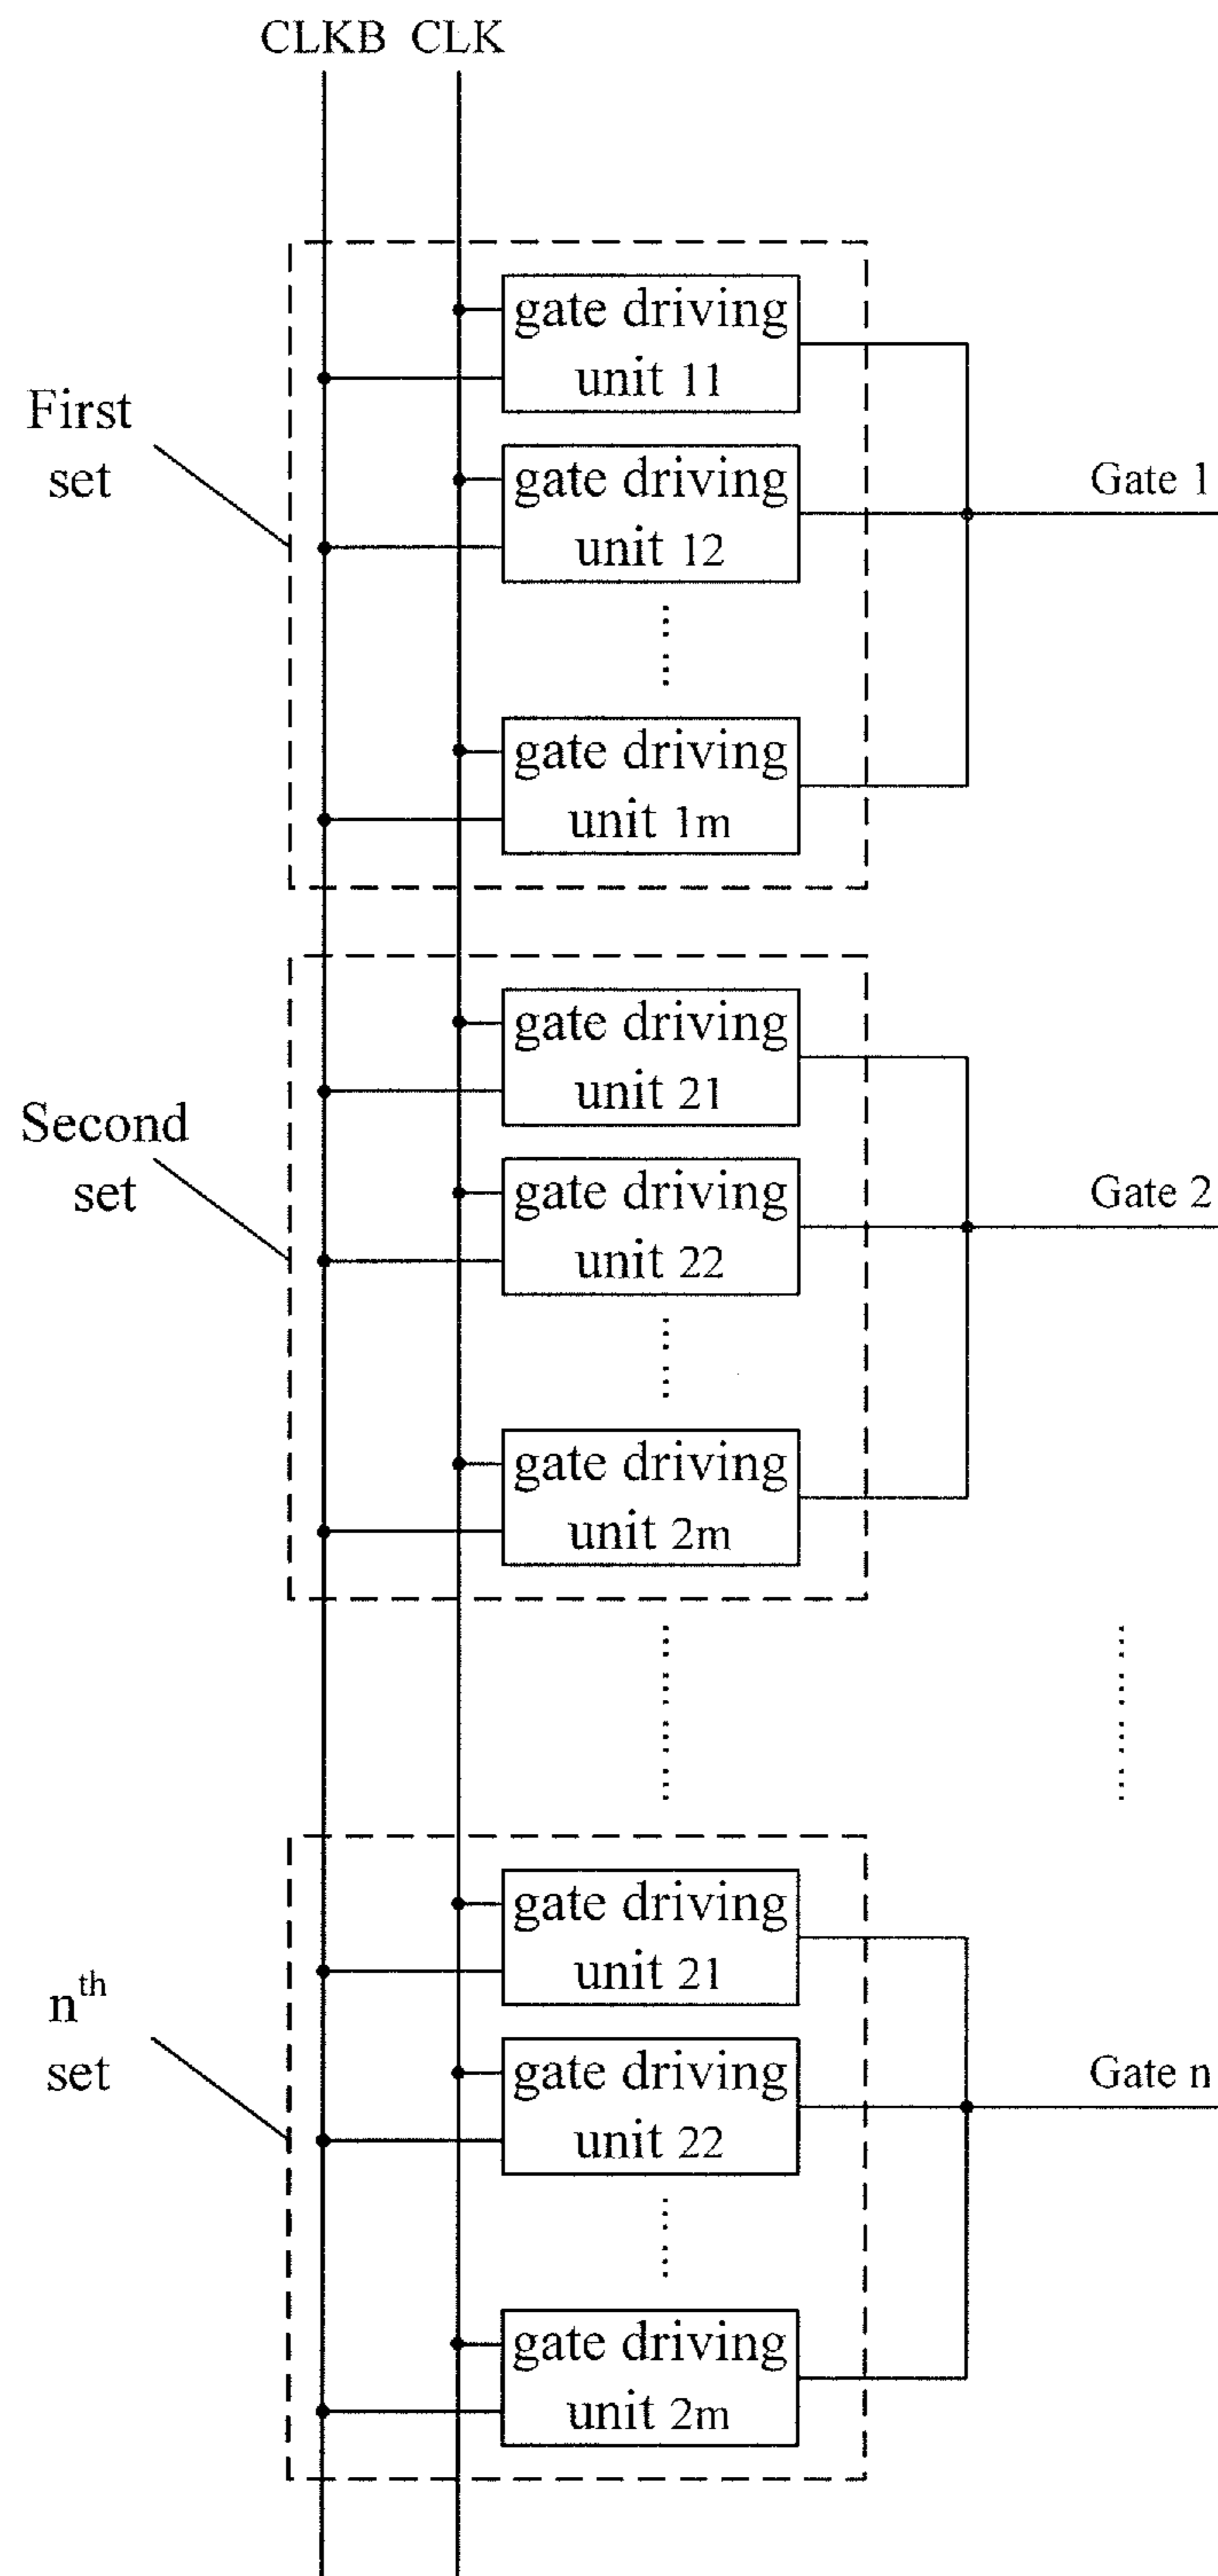 CLKB CLK
gate driving
unit 11
First
set
gate driving
unit 12
Gate 1
gate driving
unit 1m
gate driving
unit 21
Second
set
gate driving
unit 22
Gate 2
gate driving
unit 2m
gate driving
unit 21
nth
set
gate driving
unit 22
Gate n
gate driving
unit 2m